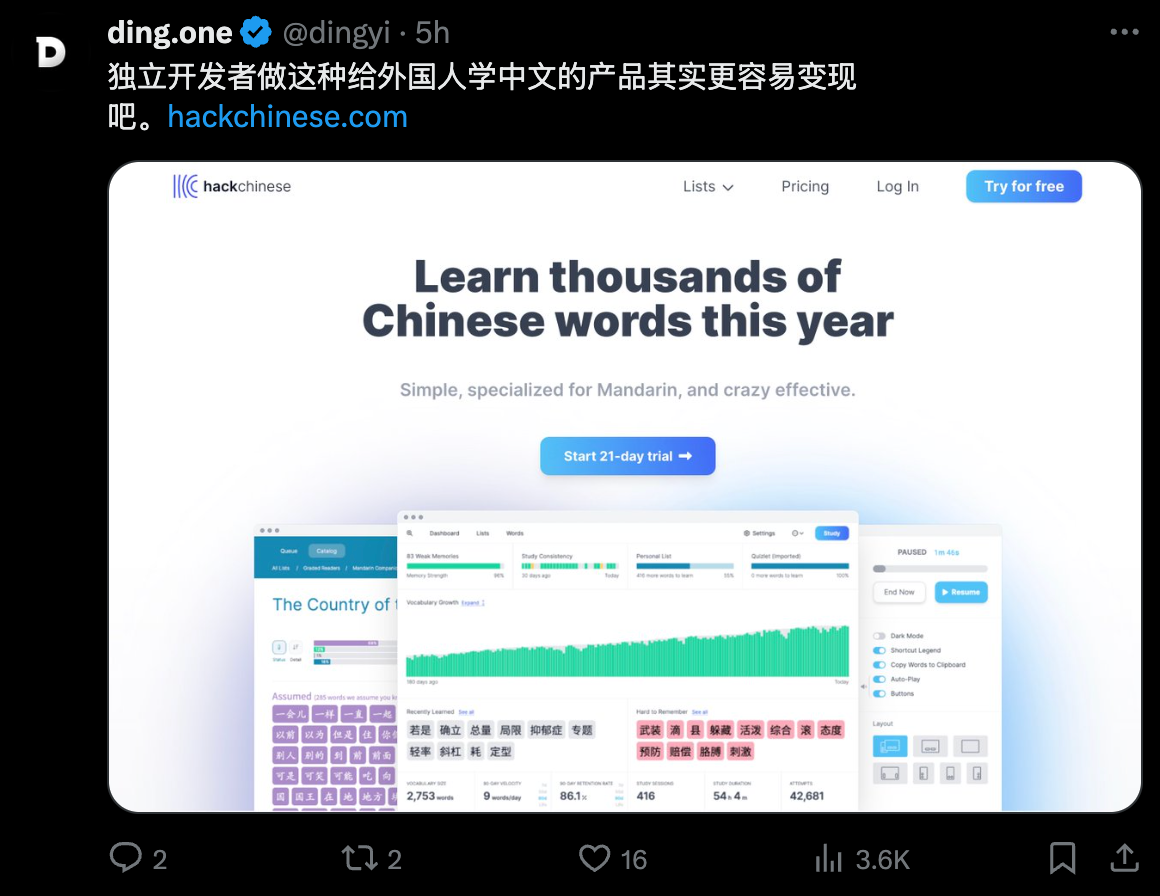 ding.one @dingyi · 5h
独立开发者做这种给外国人学中文的产品其实更容易变现
吧。hackchinese.com
hackchinese
Lists
Pricing
Log In
Try for free
Learn thousands of
Chinese words this year
Simple, specialized for Mandarin, and crazy effective.
Start 21-day trial →
Queue
Catalog
All Lists / Graded Readers / Mandarin Compani
The Country of t
Status
Detail
Assumed (285 words we assume you kn
一会儿 一样 一直 一起
以前 以为 但是 住 你
别人 别的 到 前 前面
可是 可笑 可能 吃 向
国 国王 在 地 地方
Dashboard
Lists
Words
Settings
Study
83 Week Memories
Memory Strength
96%
Study Consistency
30 days ago
Today
Personal List
416 more words to learn
55%
Quizlet (Imported)
0 more words to learn
100%
Vocabulary Growth
Expand
180 days ago
Today
Recently Learned
See all
若是 确立 总量 局限 抑郁症 专题
轻率 斜杠 耗 定型
Hard to Remember
See all
武装 滴 县 躲藏 活泼 综合 滚 态度
预防 赔偿 胳膊 刺激
VOCABULARY SIZE
2,753 words
60-DAY VELOCITY
9 words/day
90-DAY RETENTION RATE
86.1%
STUDY SESSIONS
416
STUDY DURATION
54h 4m
ATTEMPTS
42,681
PAUSED 1m 46s
End Now
Resume
Dark Mode
Shortcut Legend
Copy Words to Clipboard
Auto-Play
Buttons
Layout
2
2
16
3.6K